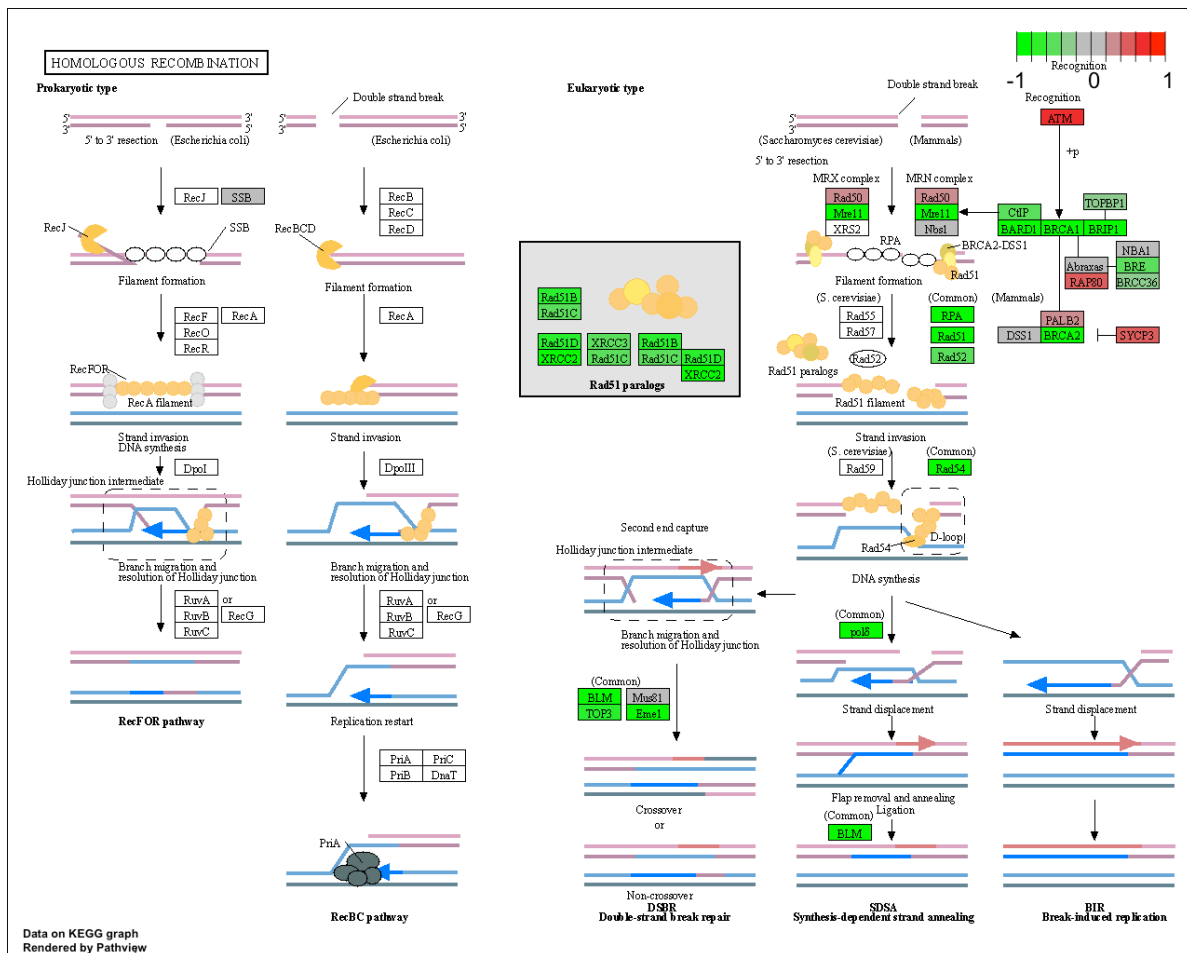 HOMOLOGOUS RECOMBINATION
-1 0 1
Recognition
Prokaryotic type
Double strand break
5' 3'
3' 5'
5' to 3' resection
(Escherichia coli)
RecJ SSB
RecJ
SSB
Filament formation
RecF RecA
RecO
RecR
RecFOR
RecA filament
Strand invasion
DNA synthesis
DpoI
Holliday junction intermediate
Branch migration and
resolution of Holliday junction
RuvA or
RuvB RecG
RuvC
RecFOR pathway
5' 3'
3' 5'
(Escherichia coli)
RecB
RecC
RecD
RecBCD
Filament formation
RecA
Strand invasion
DpoIII
Branch migration and
resolution of Holliday junction
RuvA or
RuvB RecG
RuvC
Replication restart
PriA PriC
PriB DnaT
PriA
RecBC pathway
Eukaryotic type
Double strand break
5' 3'
3' 5'
(Saccharomyces cerevisiae) (Mammals)
5' to 3' resection
Recognition
ATM
+p
MRX complex
Rad50
Mre11
XRS2
MRN complex
Rad50
Mre11
Nbs1
CtIP
TOPBP1
BARD1 BRCA1 BRIP1
RPA
BRCA2-DSS1
Rad51
Abraxas
RAP80
NBA1
BRE
BRCC36
Filament formation
(S. cerevisiae)
Rad55
Rad57
Rad52
(Common)
RPA
Rad51
Rad52
(Mammals)
PALB2
DSS1 BRCA2
SYCP3
Rad51B
Rad51C
Rad51D XRCC3 Rad51B
XRCC2 Rad51C Rad51C Rad51D
XRCC2
Rad51 paralogs
Rad51 paralogs
Rad51 filament
Strand invasion
(S. cerevisiae)
Rad59
(Common)
Rad54
Rad54
D-loop
DNA synthesis
Second end capture
Holliday junction intermediate
Branch migration and
resolution of Holliday junction
(Common)
BLM Mus81
TOP3 Eme1
Crossover
or
Non-crossover
DSBR
Double-strand break repair
(Common)
polδ
Strand displacement
Flap removal and annealing
Ligation
(Common)
BLM
SDSA
Synthesis-dependent strand annealing
Strand displacement
BIR
Break-induced replication
Data on KEGG graph
Rendered by Pathview